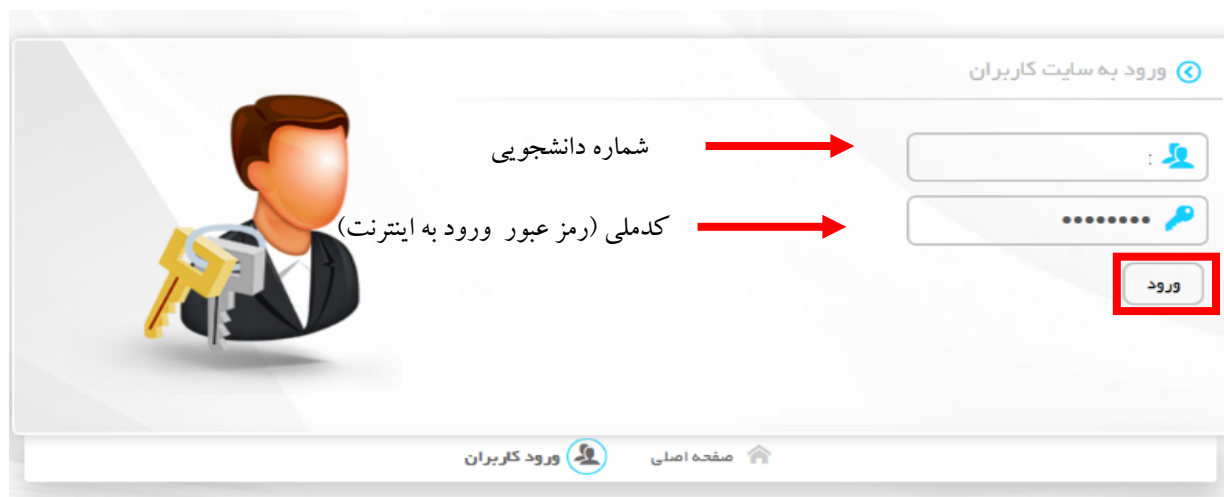 ورود به سایت کاربران
شماره دانشجویی
:
••••••••
کدملی (رمز عبور ورود به اینترنت)
ورود
صفحه اصلی
ورود کاربران